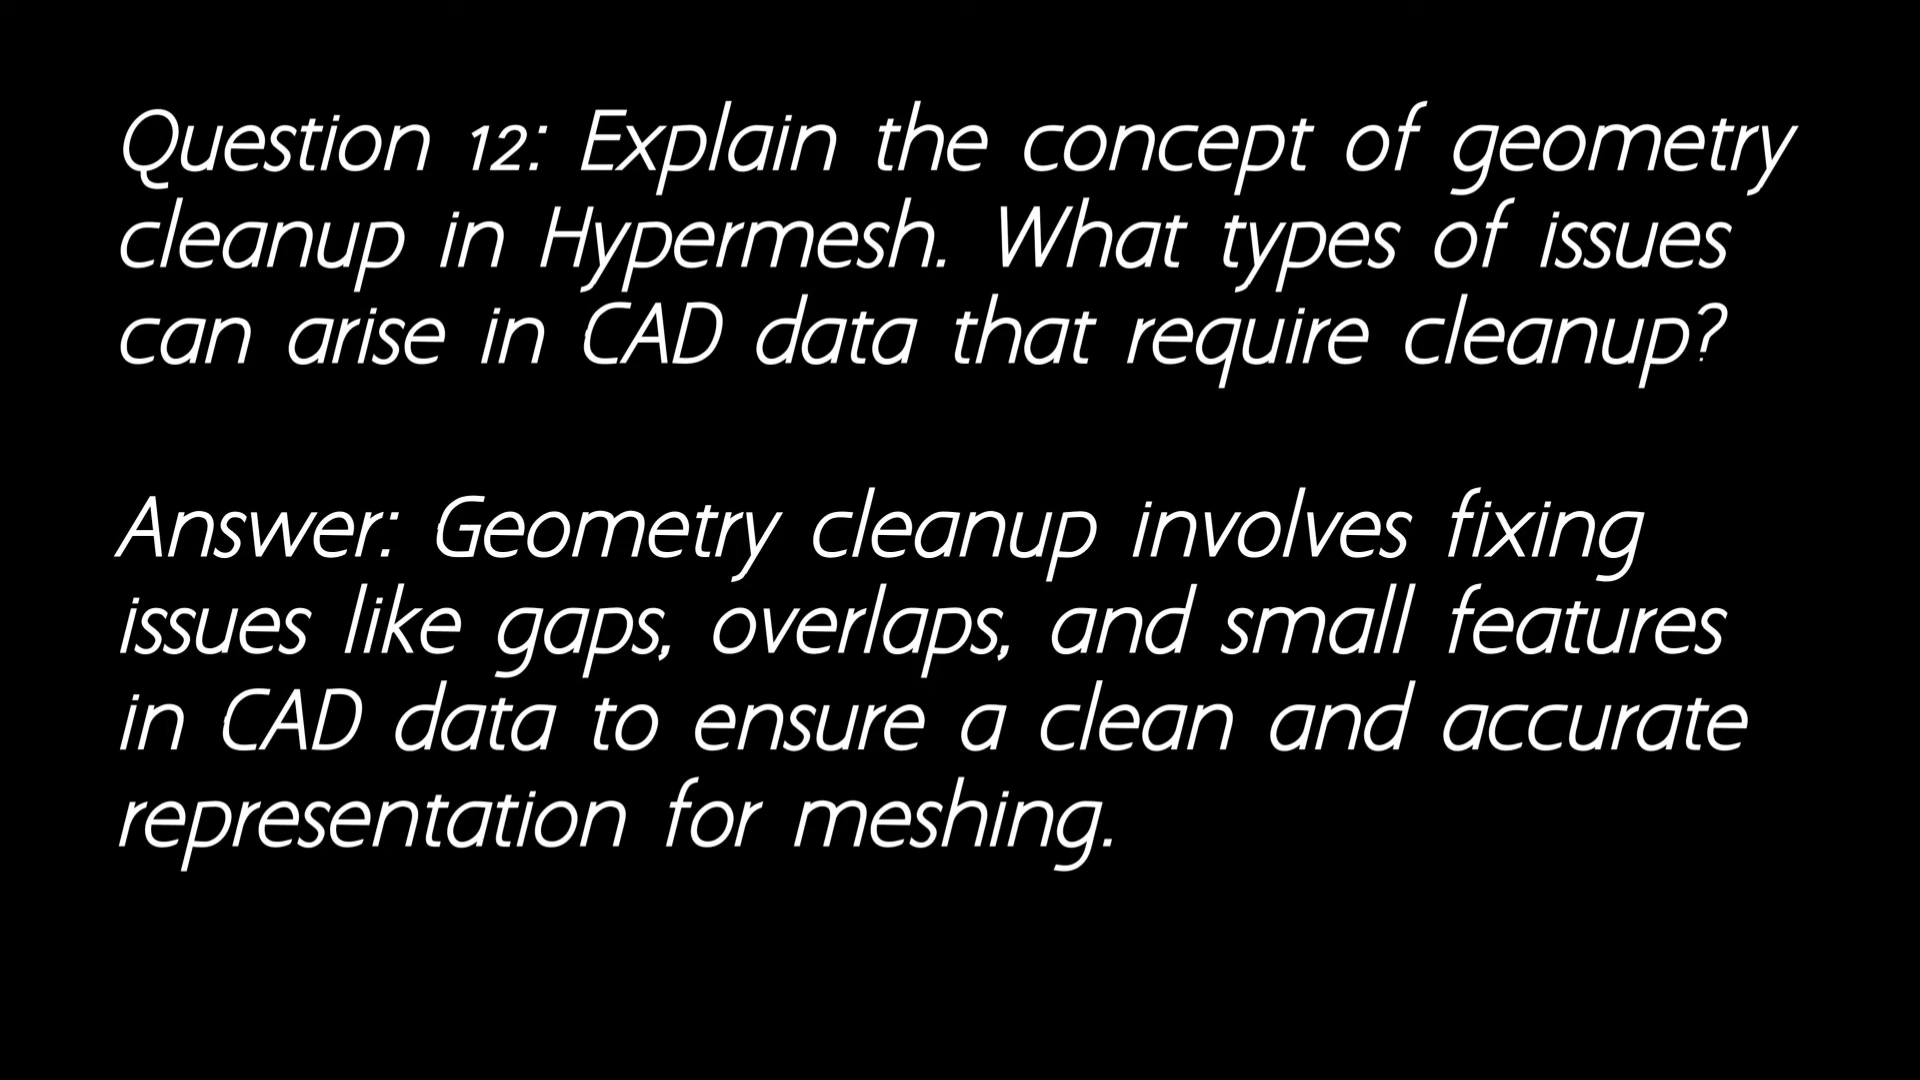 Question 12: Explain the concept of geometry
cleanup in Hypermesh. What types of issues
can arise in CAD data that require cleanup?
Answer: Geometry cleanup involves fixing
issues like gaps, overlaps, and small features
in CAD data to ensure a clean and accurate
representation for meshing.